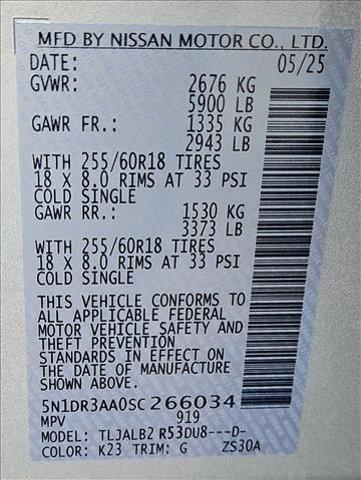 MFD BY NISSAN MOTOR CO., LTD.
DATE: 05/25
GVWR: 2676 KG
5900 LB
GAWR FR.: 1335 KG
2943 LB
WITH 255/60R18 TIRES
18 X 8.0 RIMS AT 33 PSI
COLD SINGLE
GAWR RR.: 1530 KG
3373 LB
WITH 255/60R18 TIRES
18 X 8.0 RIMS AT 33 PSI
COLD SINGLE
THIS VEHICLE CONFORMS TO
ALL APPLICABLE FEDERAL
MOTOR VEHICLE SAFETY AND
THEFT PREVENTION
STANDARDS IN EFFECT ON
THE DATE OF MANUFACTURE
SHOWN ABOVE.
5N1DR3AA0SC266034
MPV 919
MODEL: TLJALB2 R53DU8---D-
COLOR: K23 TRIM: G ZS30A